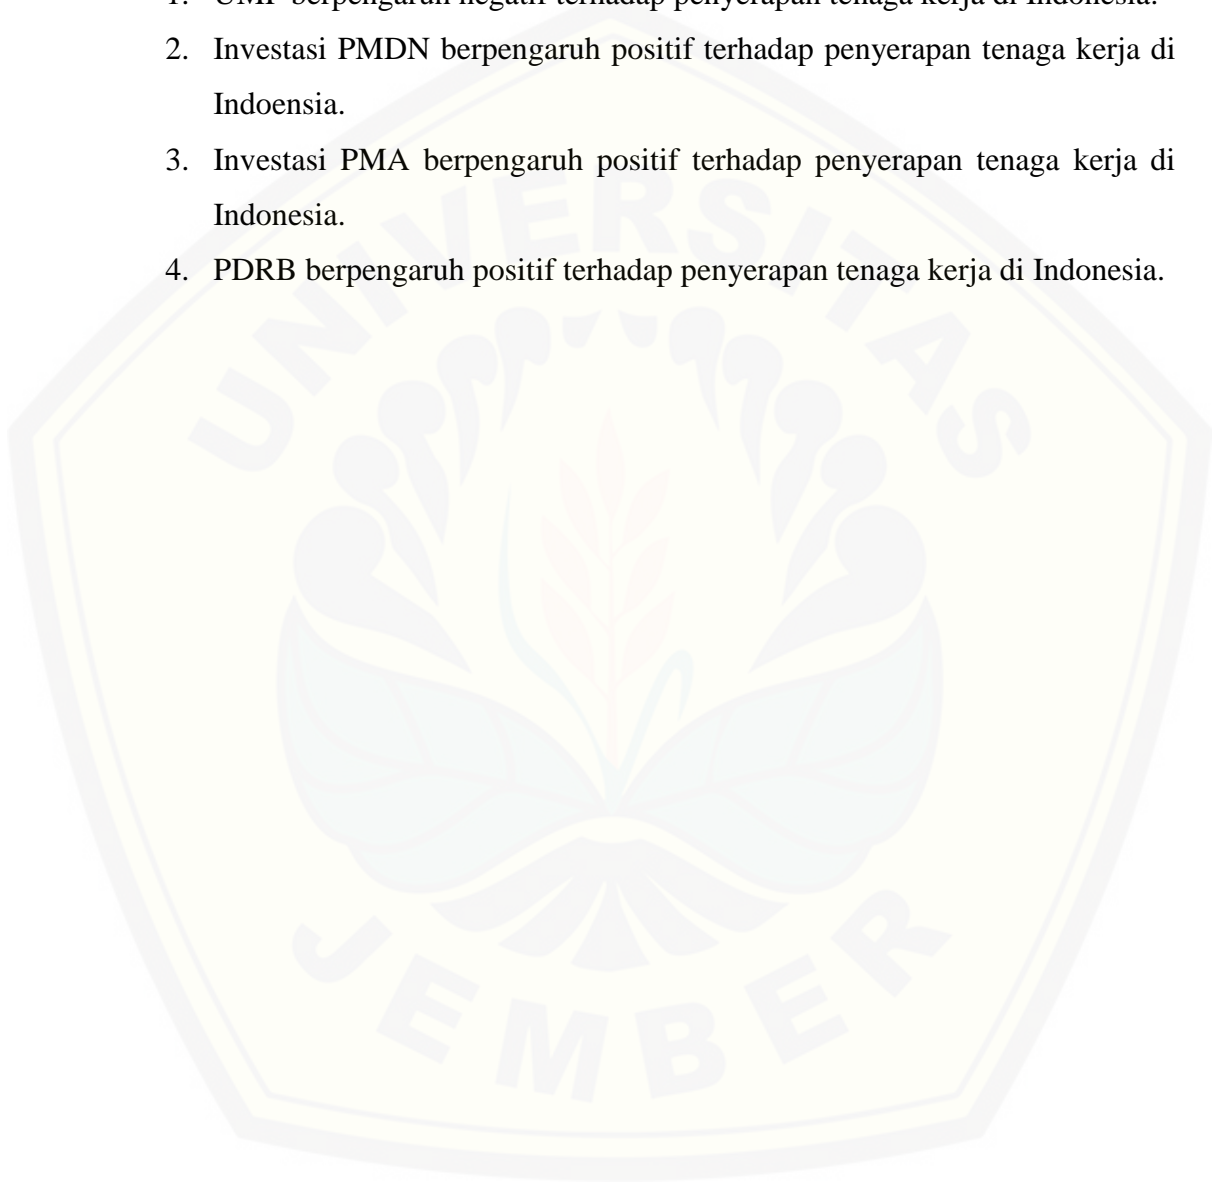 1. UMP berpengaruh negatif terhadap penyerapan tenaga kerja di Indonesia.
2. Investasi PMDN berpengaruh positif terhadap penyerapan tenaga kerja di
Indoensia.
3. Investasi PMA berpengaruh positif terhadap penyerapan tenaga kerja di
Indonesia.
4. PDRB berpengaruh positif terhadap penyerapan tenaga kerja di Indonesia.
UNIVERSITAS
JEMBER